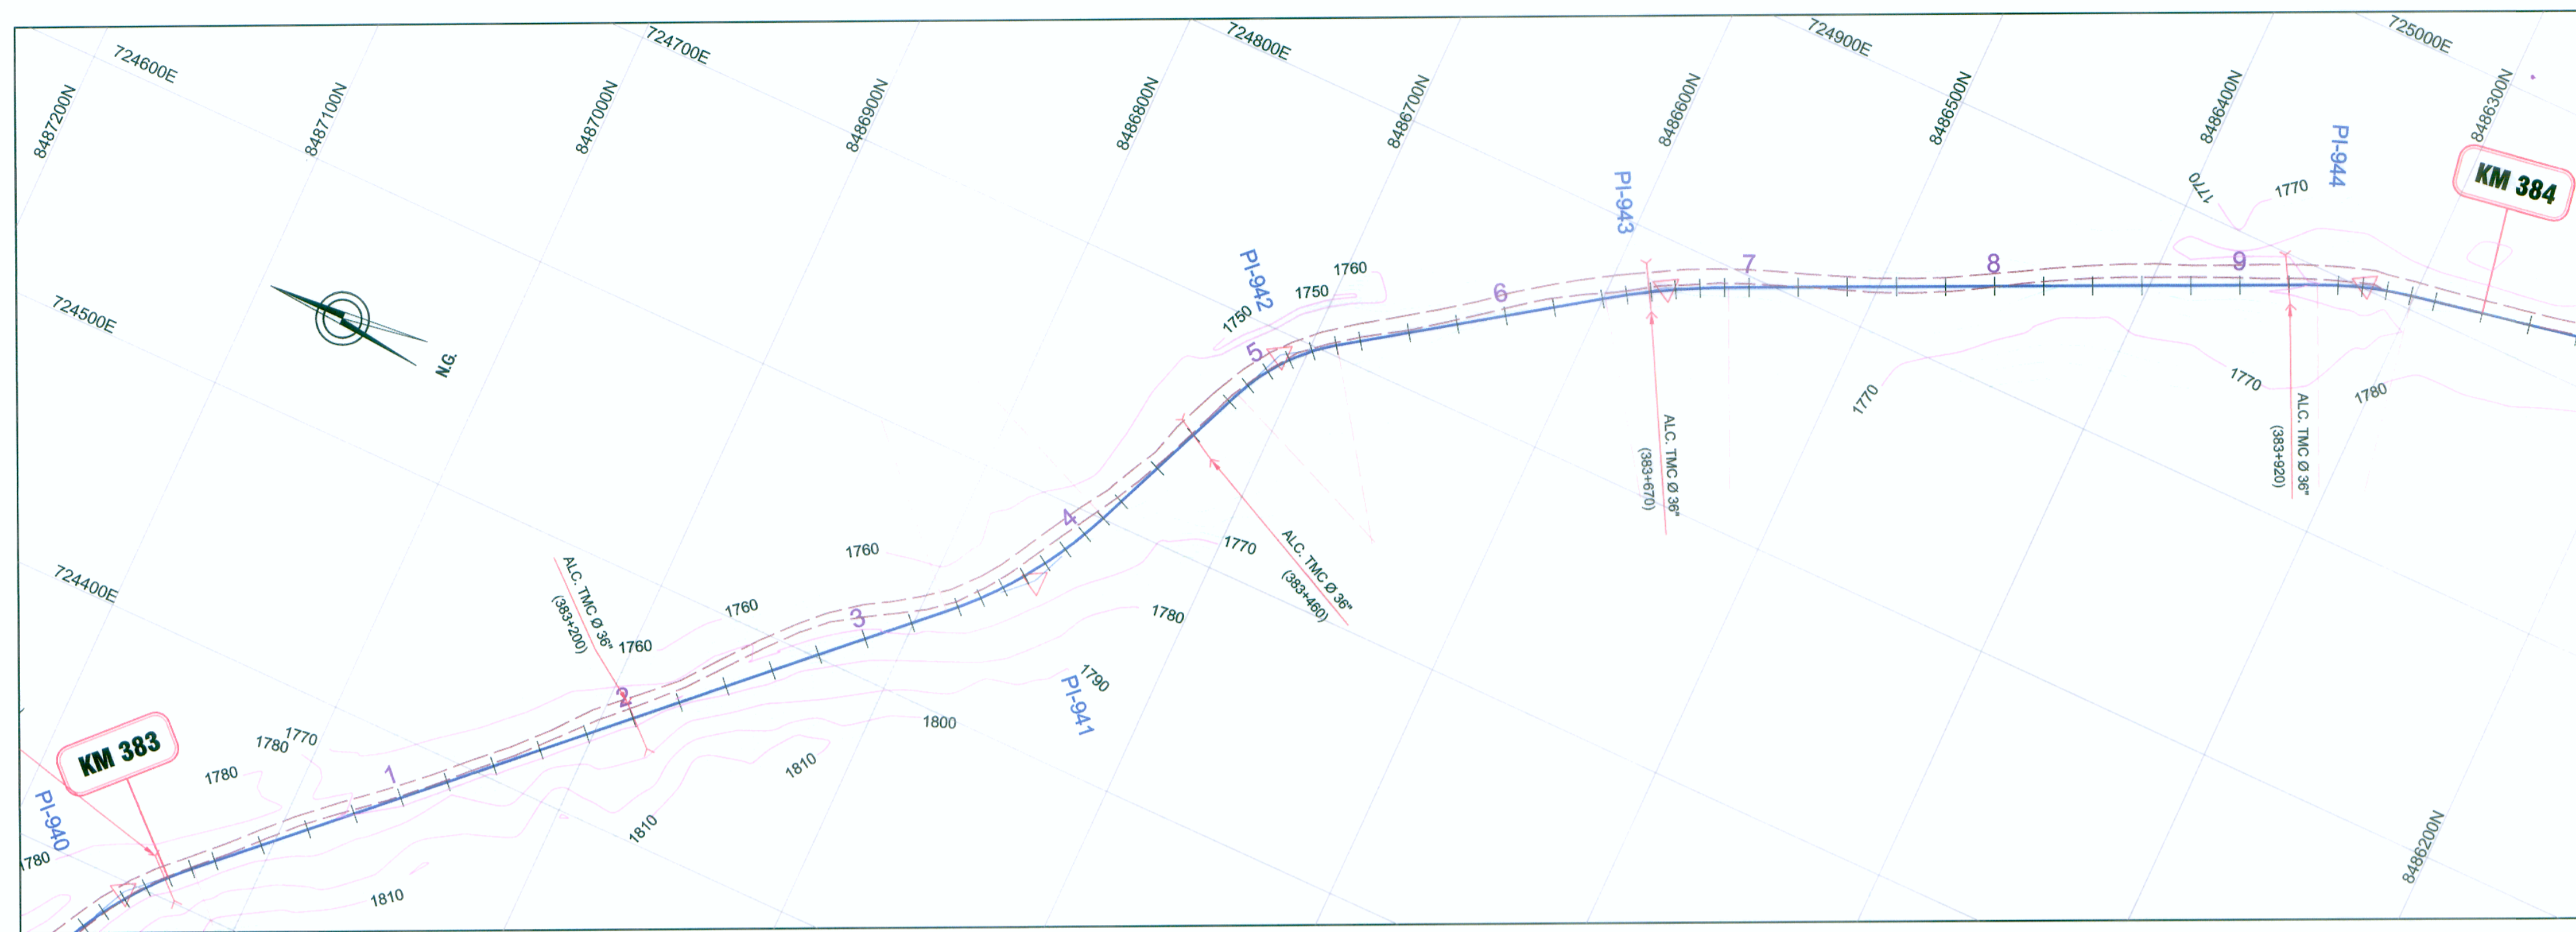 724600E
724700E
724800E
724900E
725000E
8487200N
8487100N
8487000N
8486900N
8486800N
8486700N
8486600N
8486500N
8486400N
8486300N
PI-944
1770
1770
KM 384
PI-943
PI-942
1760
1750
1750
7
8
9
6
5
724500E
N.G.
1770
1770
1780
ALC. TMC Ø 36"
(383+670)
ALC. TMC Ø 36"
(383+920)
4
1760
1770
ALC. TMC Ø 36"
(383+460)
724400E
ALC. TMC Ø 36"
(383+200)
1760
1760
3
1780
1790
PI-941
2
1800
1810
1810
KM 383
1780
1770
1780
1
PI-940
1780
1810
8486200N